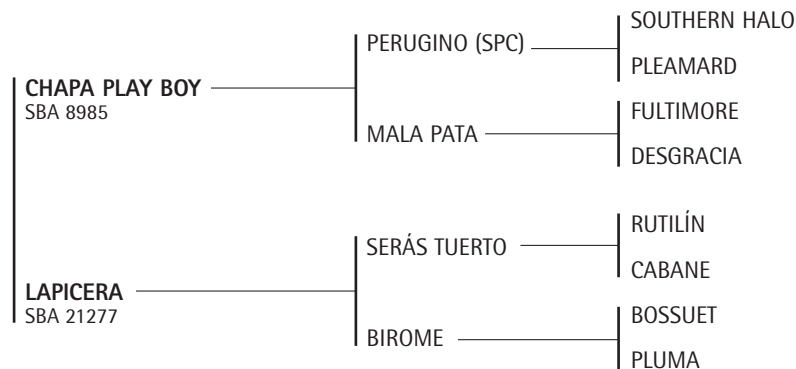 SOUTHERN HALO
PERUGINO (SPC)
PLEAMARD
CHAPA PLAY BOY
SBA 8985
FULTIMORE
MALA PATA
DESGRACIA
RUTILÍN
SERÁS TUERTO
CABANE
LAPICERA
SBA 21277
BOSSUET
BIROME
PLUMA